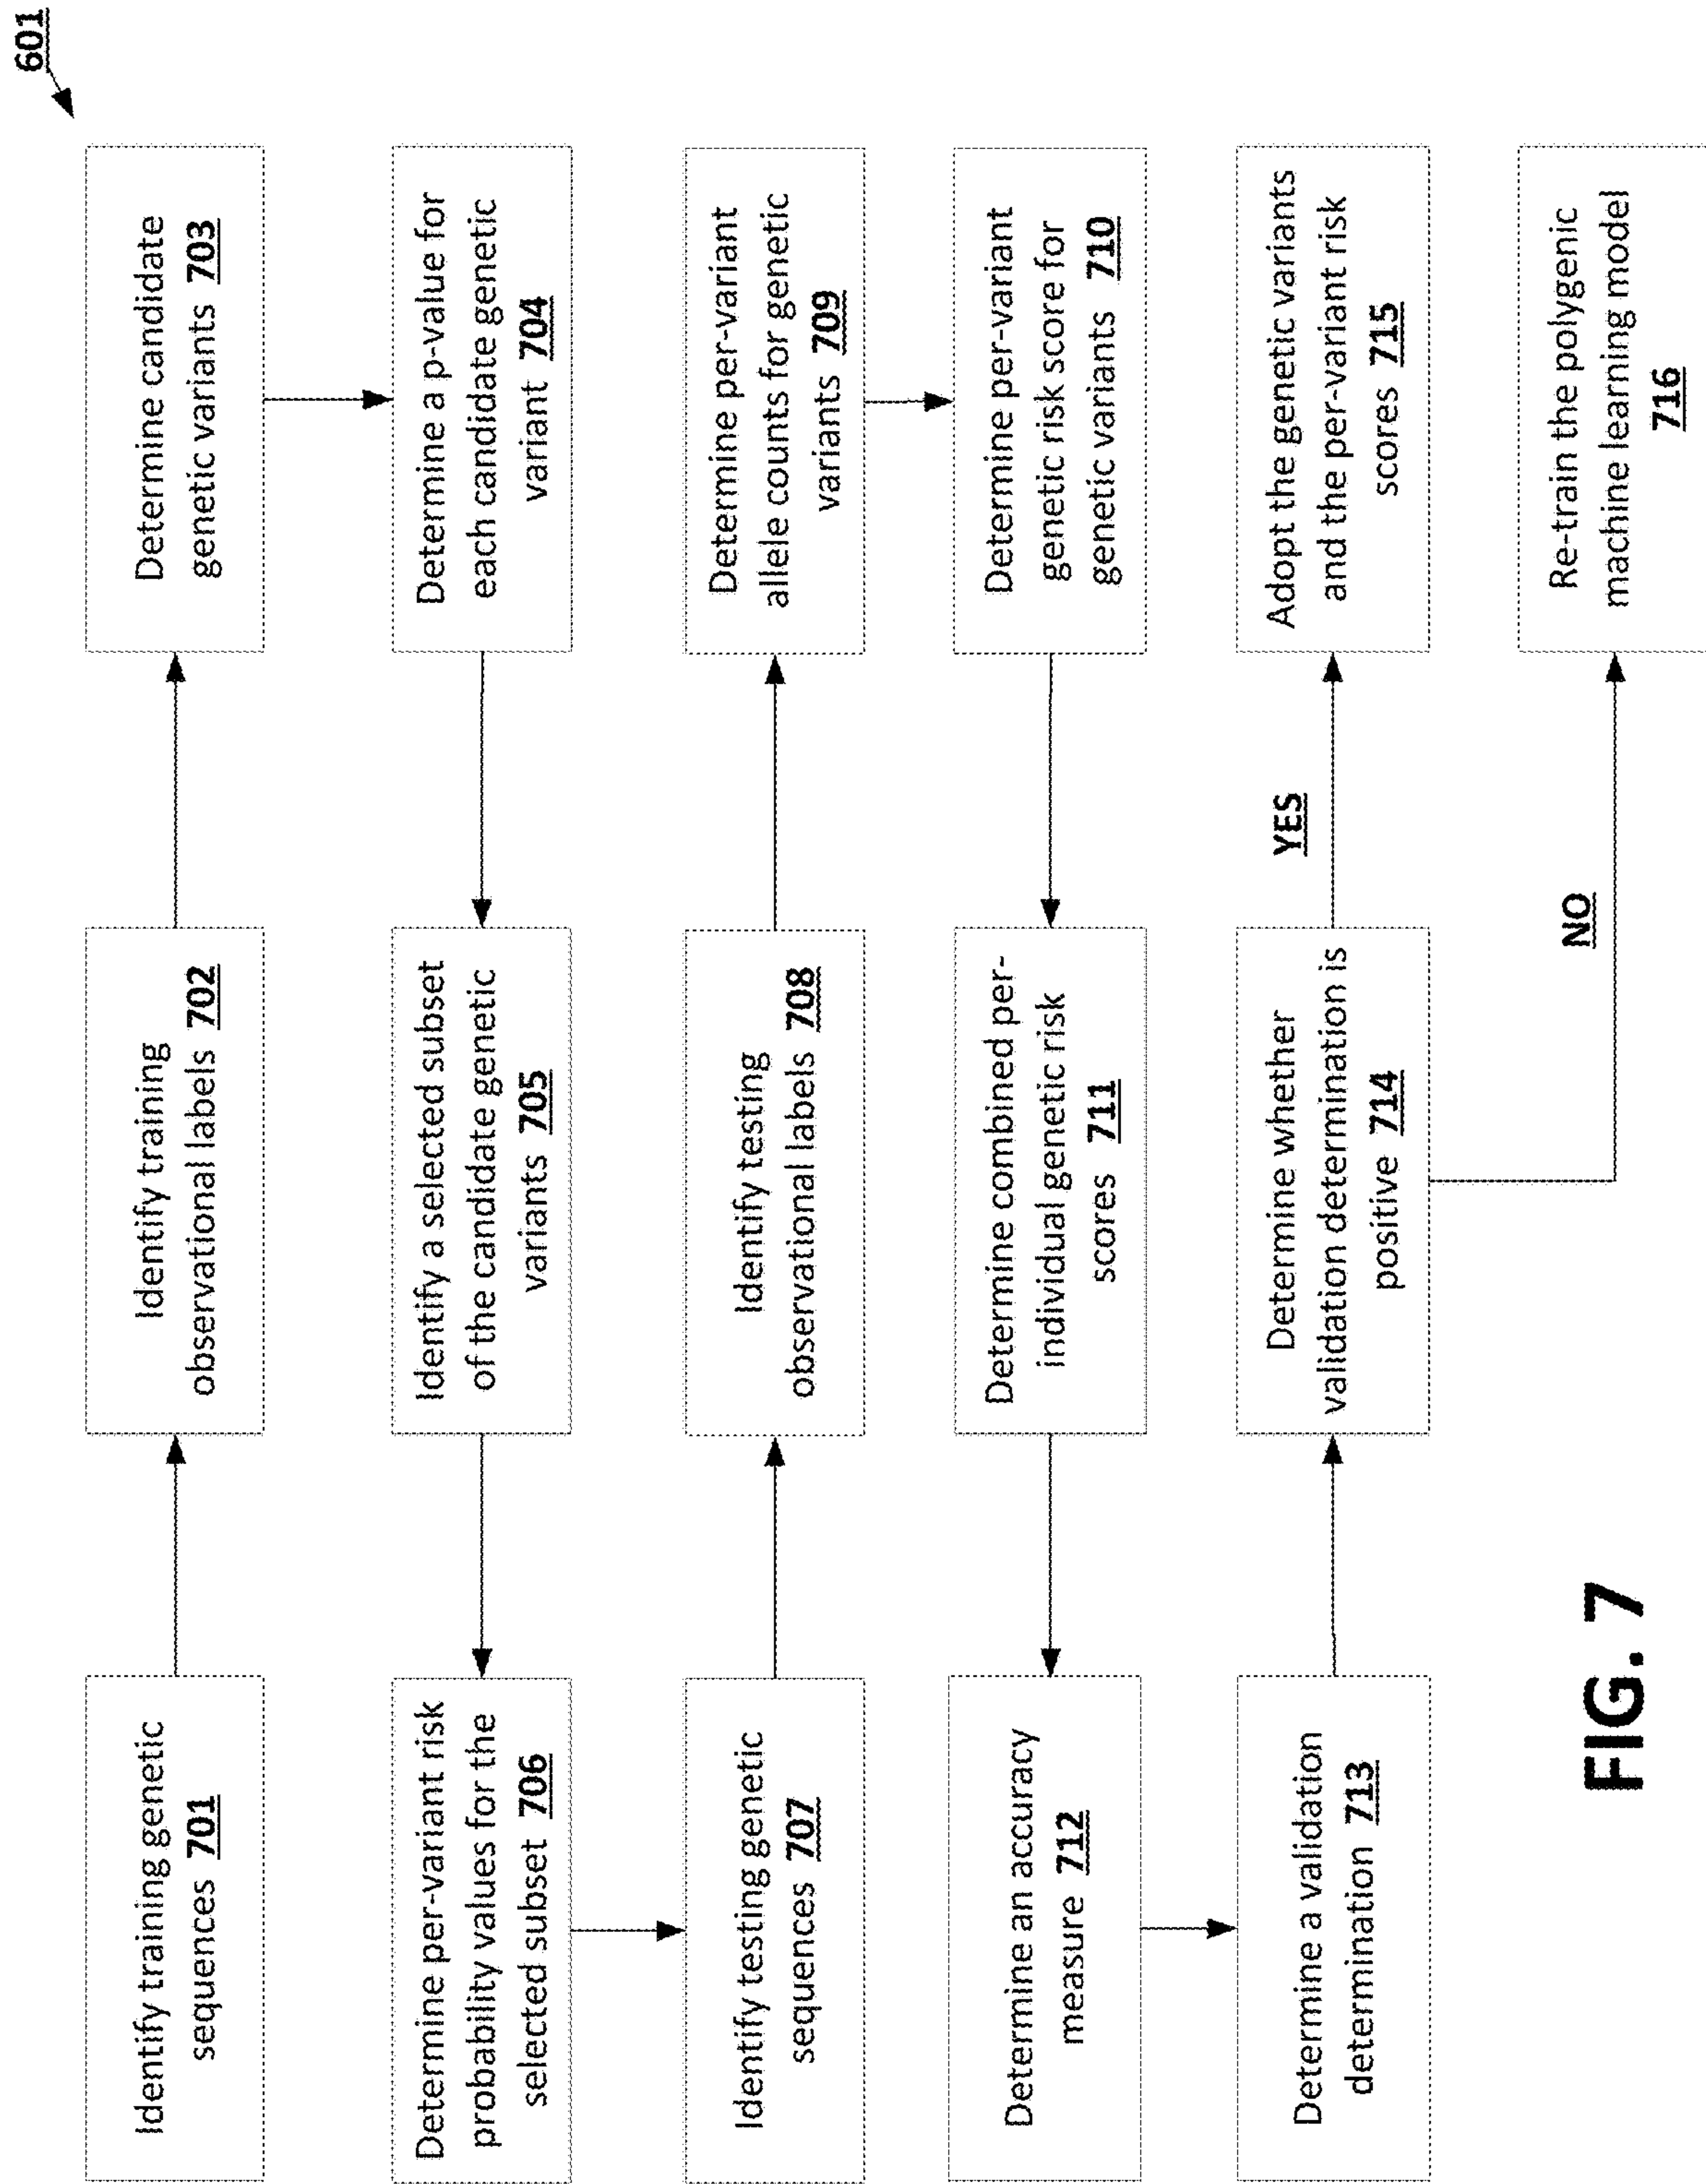 601
Identify training genetic
sequences 701
Identify training
observational labels 702
Determine candidate
genetic variants 703
Determine a p-value for
each candidate genetic
variant 704
Identify a selected subset
of the candidate genetic
variants 705
Determine per-variant risk
probability values for the
selected subset 706
Identify testing genetic
sequences 707
Identify testing
observational labels 708
Determine per-variant
allele counts for genetic
variants 709
Determine per-variant
genetic risk score for
genetic variants 710
Determine combined per-
individual genetic risk
scores 711
Determine an accuracy
measure 712
Determine a validation
determination 713
Determine whether
validation determination is
positive 714
YES
Adopt the genetic variants
and the per-variant risk
scores 715
NO
Re-train the polygenic
machine learning model
716
FIG. 7